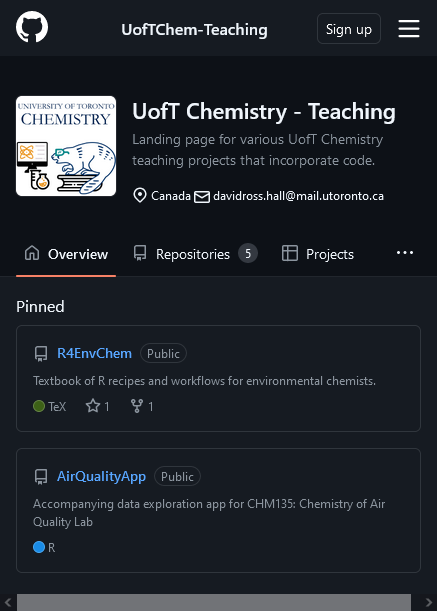 UofTChem-Teaching
Sign up
UNIVERSITY OF TORONTO
CHEMISTRY
UofT Chemistry - Teaching
Landing page for various UofT Chemistry
teaching projects that incorporate code.
Canada davidross.hall@mail.utoronto.ca
Overview Repositories 5 Projects
Pinned
R4EnvChem Public
Textbook of R recipes and workflows for environmental chemists.
TeX 1 1
AirQualityApp Public
Accompanying data exploration app for CHM135: Chemistry of Air
Quality Lab
R